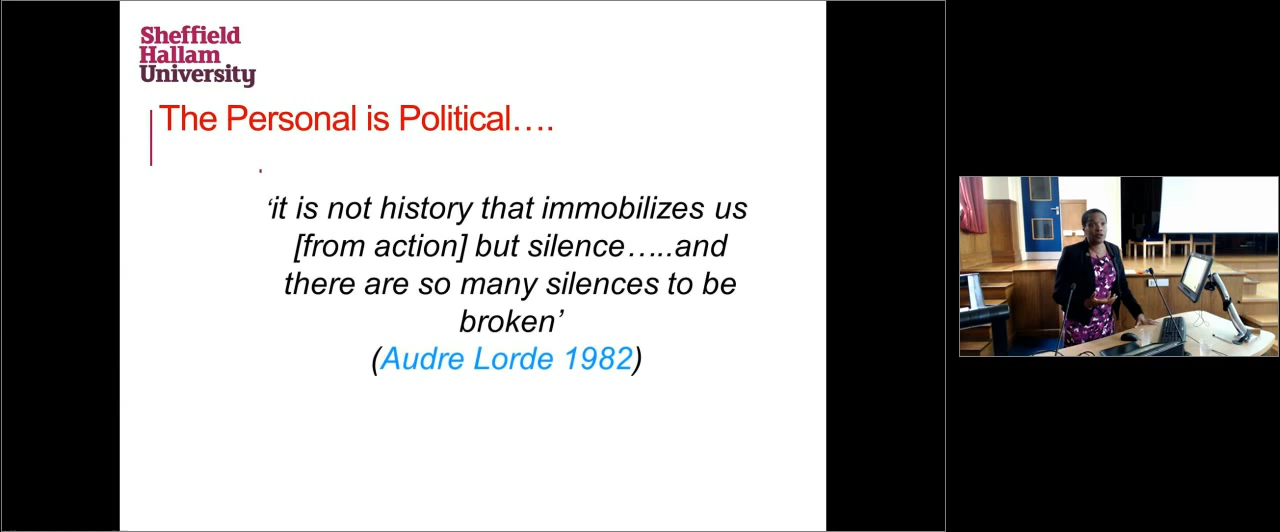 Sheffield
Hallam
University
The Personal is Political….
.
‘it is not history that immobilizes us
[from action] but silence…..and
there are so many silences to be
broken’
(Audre Lorde 1982)